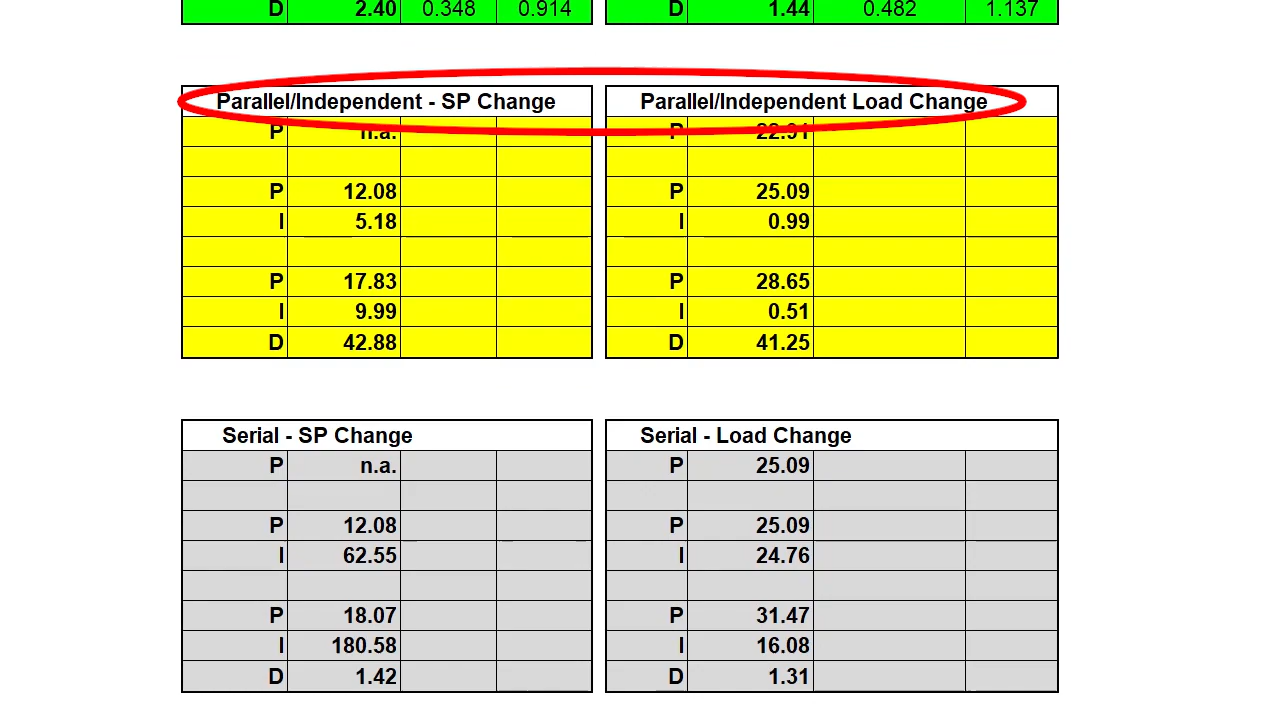 D 2.40 0.348 0.914 D 1.44 0.482 1.137
Parallel/Independent - SP Change Parallel/Independent Load Change
P n.a. P 22.91
P 12.08 P 25.09
I 5.18 I 0.99
P 17.83 P 28.65
I 9.99 I 0.51
D 42.88 D 41.25
Serial - SP Change Serial - Load Change
P n.a. P 25.09
P 12.08 P 25.09
I 62.55 I 24.76
P 18.07 P 31.47
I 180.58 I 16.08
D 1.42 D 1.31